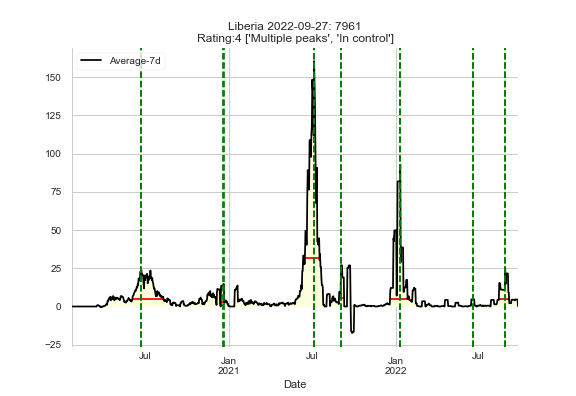 Liberia 2022-09-27: 7961
Rating:4 ['Multiple peaks', 'In control']
Average-7d
150
125
100
75
50
25
0
−25
Jul
Jan
2021
Jul
Jan
2022
Jul
Date